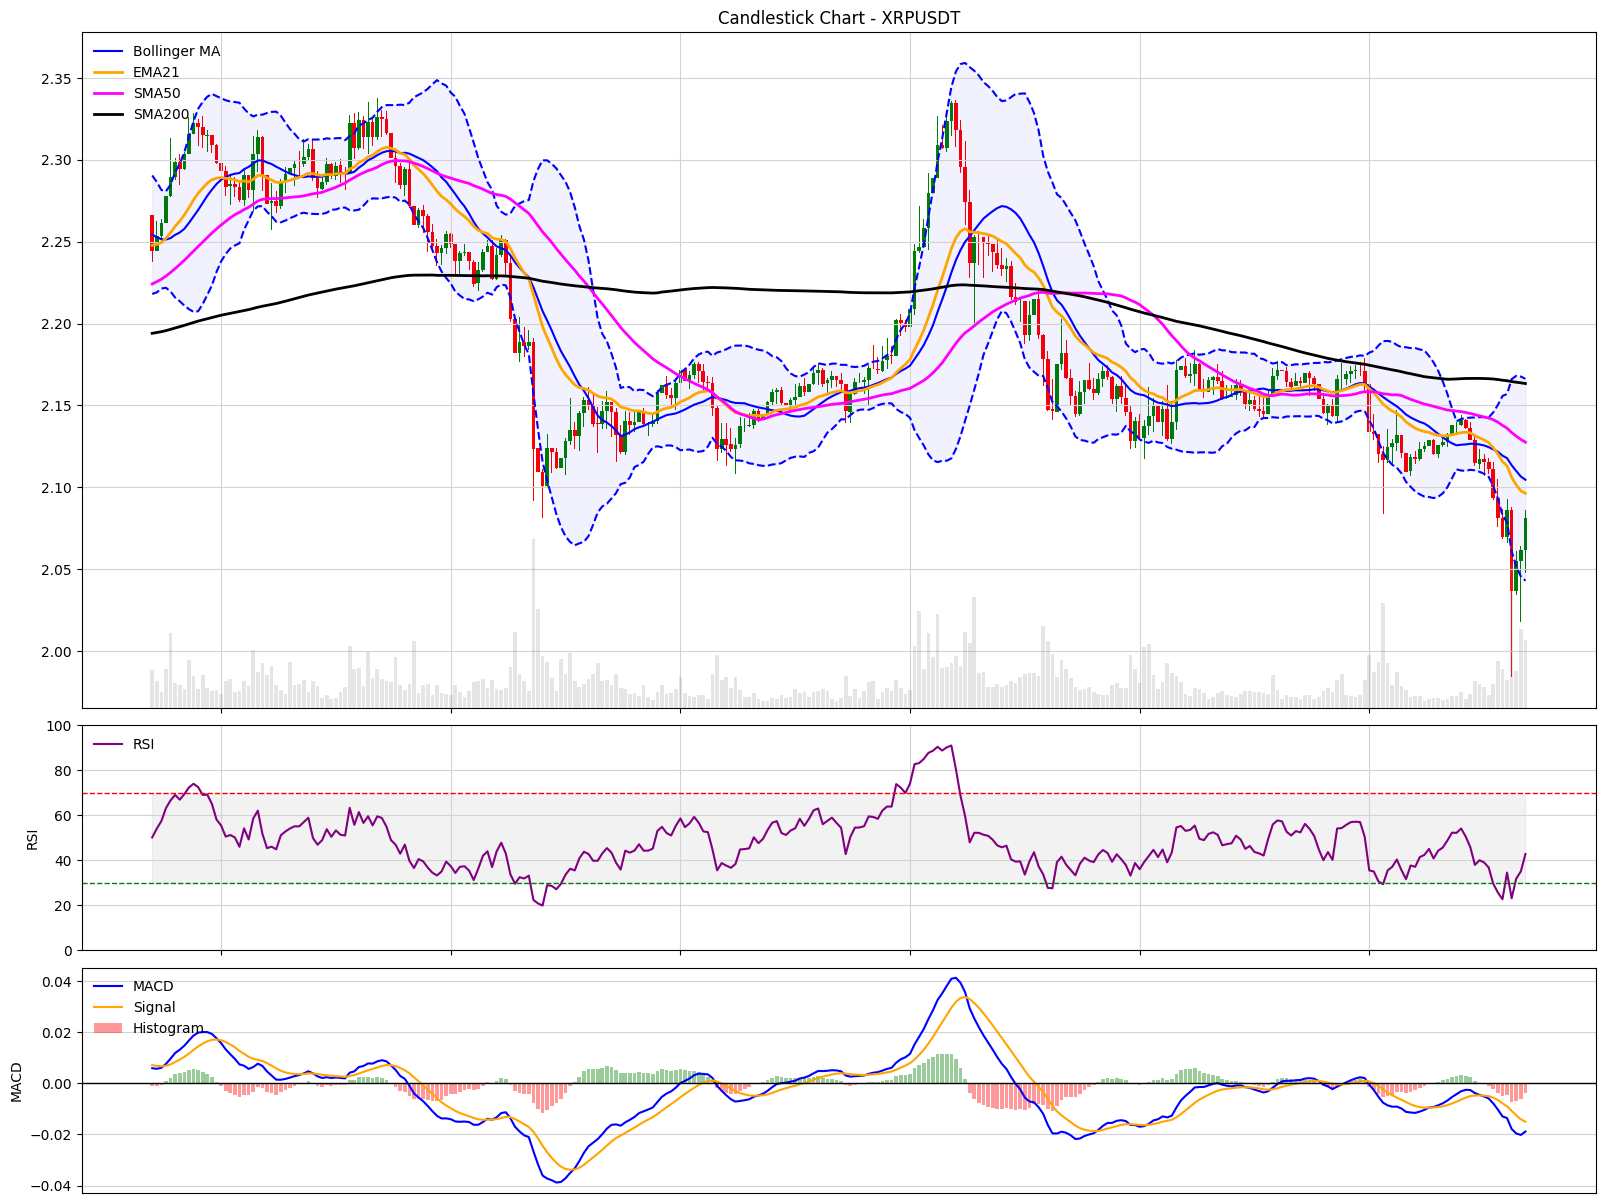 Candlestick Chart - XRPUSDT
Bollinger MA
EMA21
SMA50
SMA200
2.35
2.30
2.25
2.20
2.15
2.10
2.05
2.00
RSI
100
80
60
40
20
0
RSI
MACD
Signal
Histogram
0.04
0.02
0.00
−0.02
−0.04
MACD